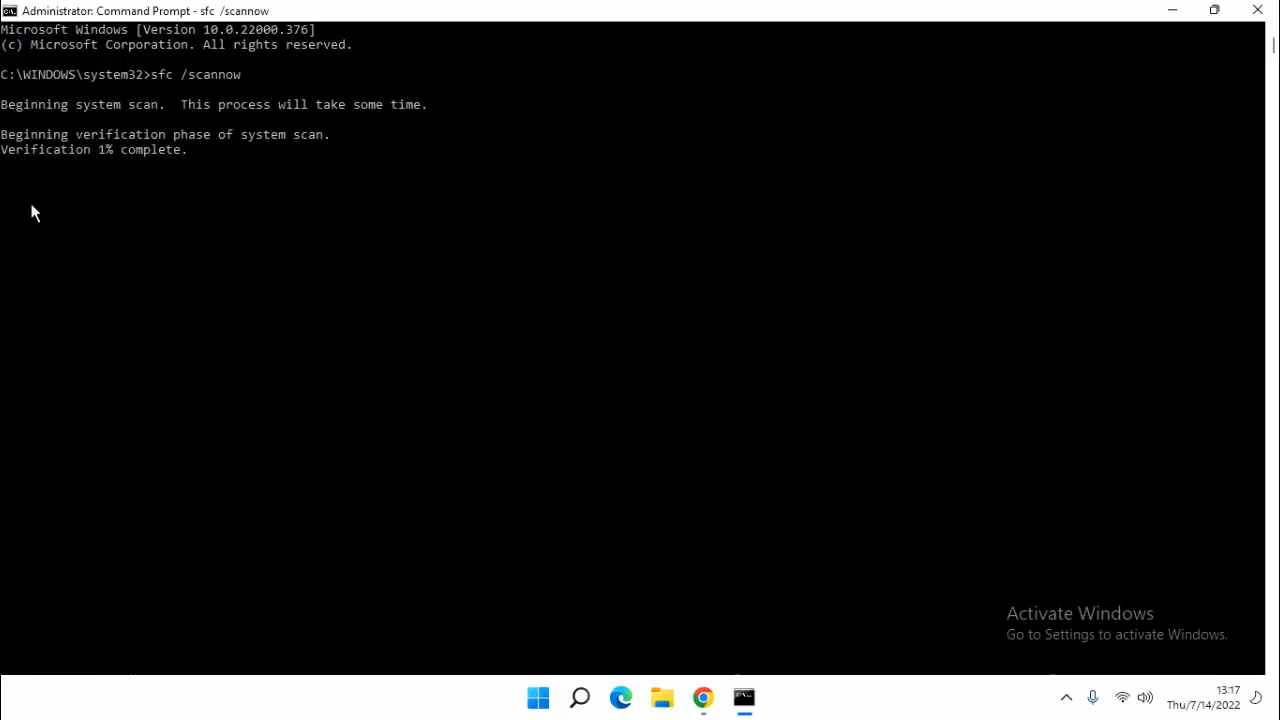 Administrator: Command Prompt - sfc  /scannow
Microsoft Windows [Version 10.0.22000.376]
(c) Microsoft Corporation. All rights reserved.
C:\WINDOWS\system32>sfc /scannow
Beginning system scan.  This process will take some time.
Beginning verification phase of system scan.
Verification 1% complete.
Activate Windows
Go to Settings to activate Windows.
13:17
Thu/7/14/2022